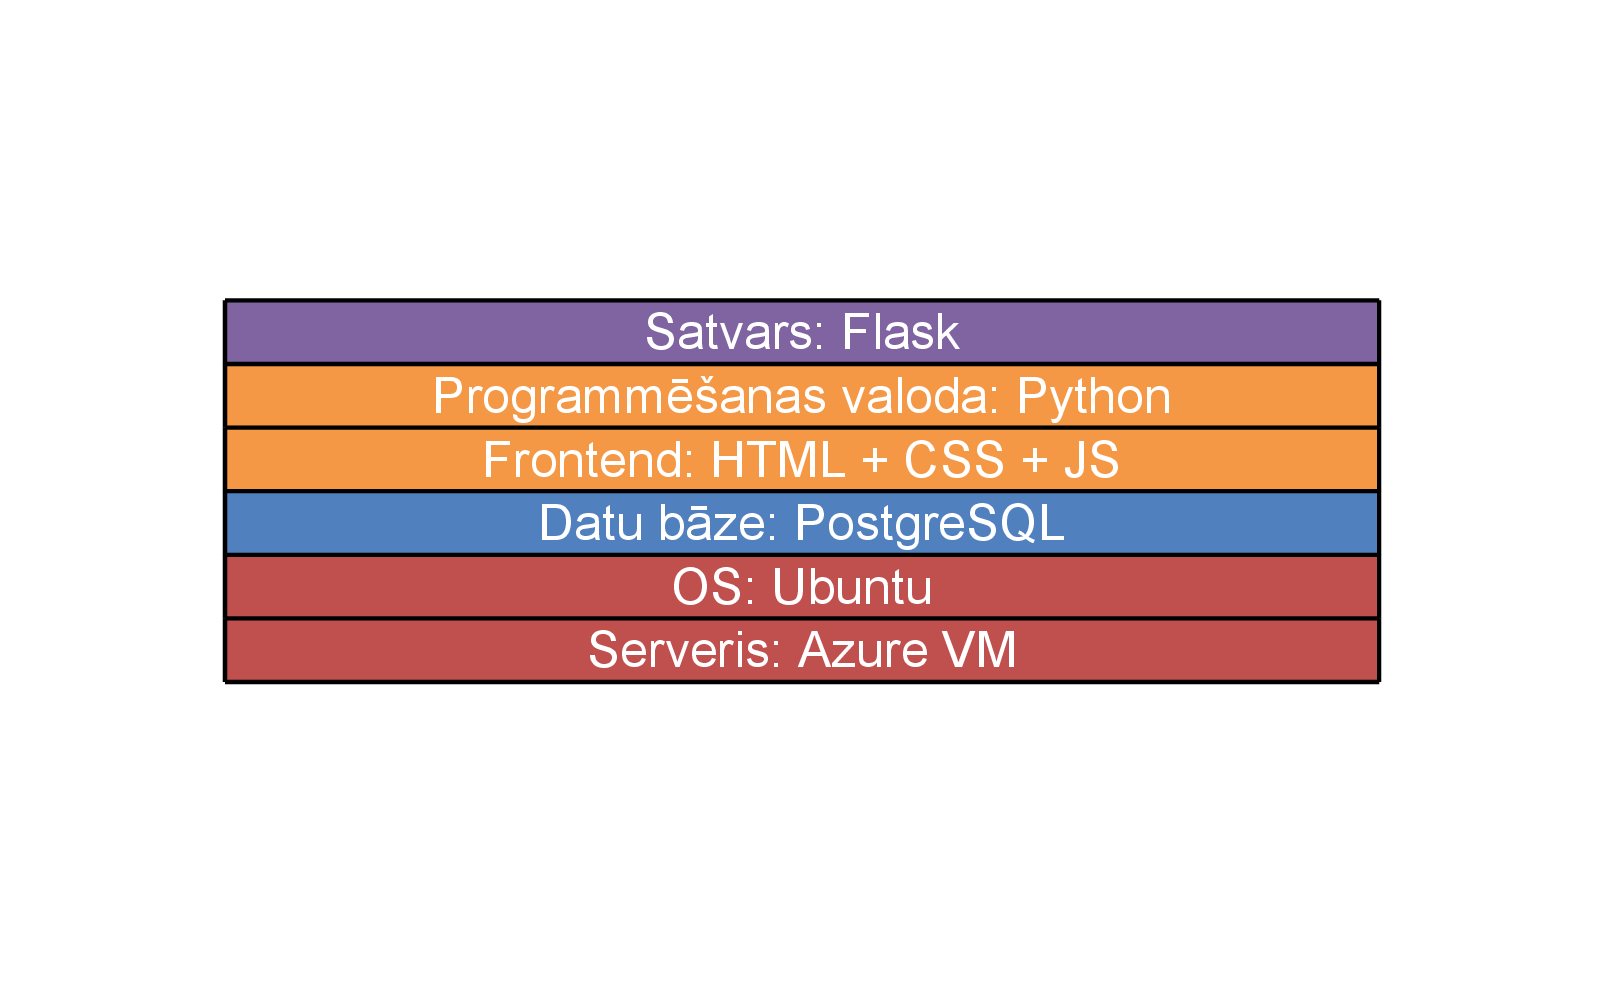 Satvars: Flask
Programmēšanas valoda: Python
Frontend: HTML + CSS + JS
Datu bāze: PostgreSQL
OS: Ubuntu
Serveris: Azure VM